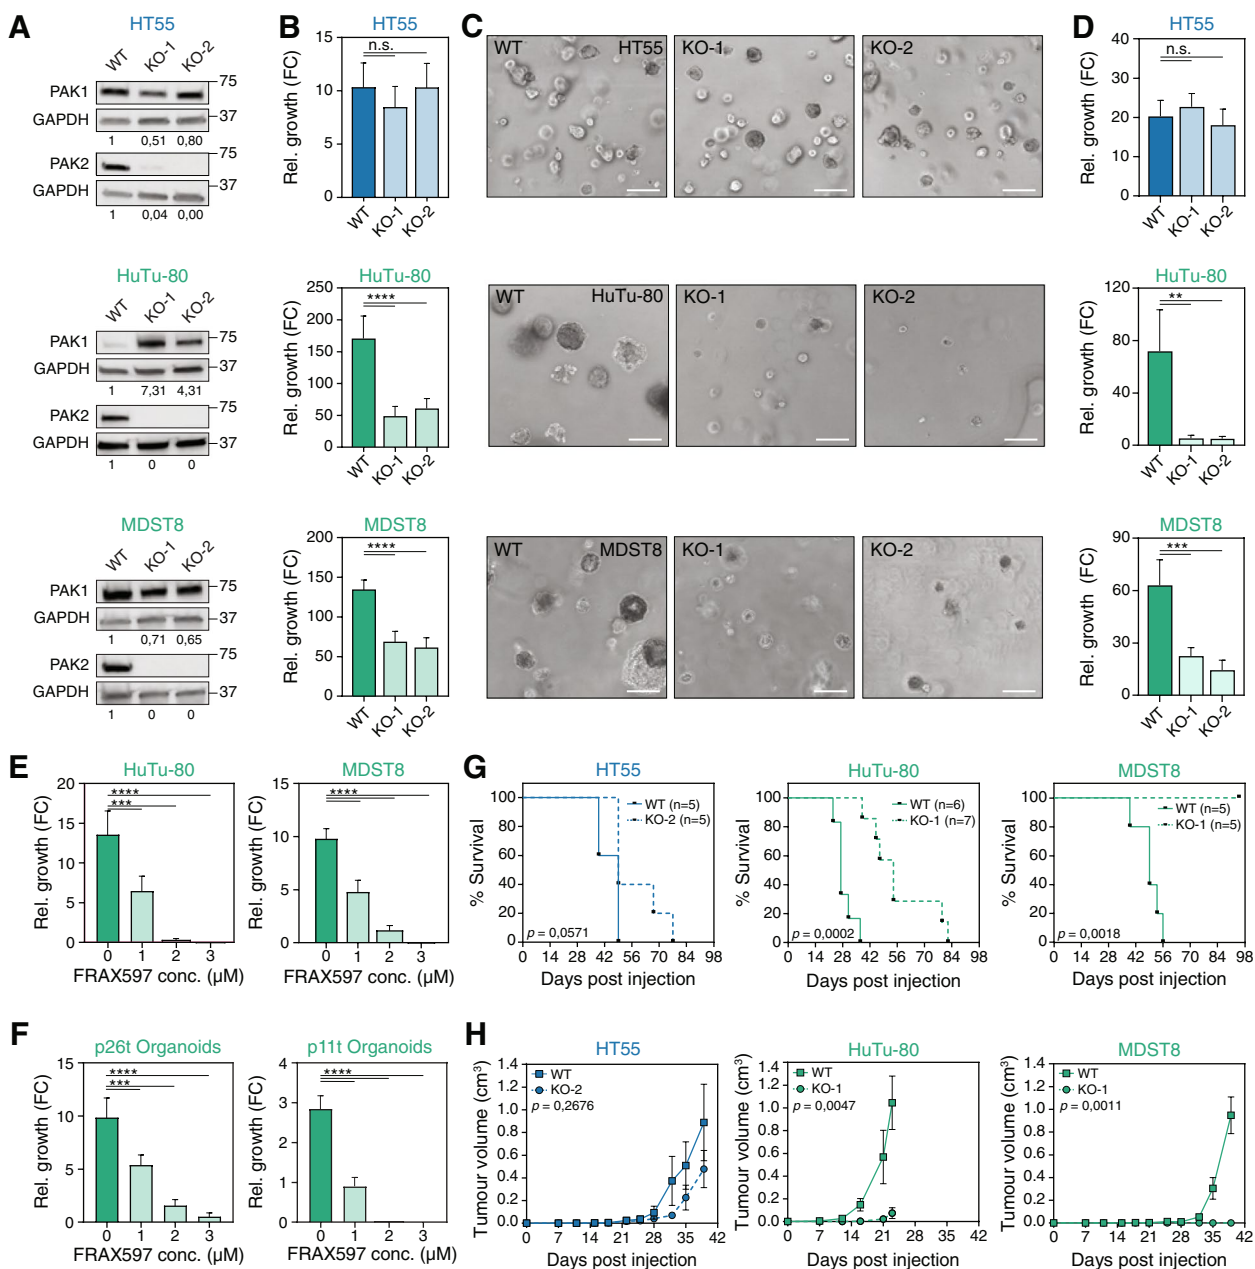 A
HT55
WT KO-1 KO-2
PAK1
75
GAPDH
37
1 0,51 0,80
PAK2
75
GAPDH
37
1 0,04 0,00
HuTu-80
WT KO-1 KO-2
PAK1
75
GAPDH
37
1 7,31 4,31
PAK2
75
GAPDH
37
1 0 0
MDST8
WT KO-1 KO-2
PAK1
75
GAPDH
37
1 0,71 0,65
PAK2
75
GAPDH
37
1 0 0
B
HT55
Rel. growth (FC)
15
10
5
0
n.s.
WT KO-1 KO-2
HuTu-80
Rel. growth (FC)
250
200
150
100
50
0
****
WT KO-1 KO-2
MDST8
Rel. growth (FC)
200
150
100
50
0
****
WT KO-1 KO-2
C
WT HT55 KO-1 KO-2
WT HuTu-80 KO-1 KO-2
WT MDST8 KO-1 KO-2
D
HT55
Rel. growth (FC)
40
30
20
10
0
n.s.
WT KO-1 KO-2
HuTu-80
Rel. growth (FC)
120
80
40
0
**
WT KO-1 KO-2
MDST8
Rel. growth (FC)
90
60
30
0
***
WT KO-1 KO-2
E
HuTu-80
Rel. growth (FC)
20
15
10
5
0
****
***
0 1 2 3
FRAX597 conc. (µM)
MDST8
Rel. growth (FC)
15
10
5
0
****
0 1 2 3
FRAX597 conc. (µM)
F
p26t Organoids
Rel. growth (FC)
15
10
5
0
****
***
0 1 2 3
FRAX597 conc. (µM)
p11t Organoids
Rel. growth (FC)
4
3
2
1
0
****
0 1 2 3
FRAX597 conc. (µM)
G
HT55
% Survival
100
80
60
40
20
0
WT (n=5)
KO-2 (n=5)
p = 0,0571
0 14 28 42 56 70 84 98
Days post injection
HuTu-80
% Survival
100
80
60
40
20
0
WT (n=6)
KO-1 (n=7)
p = 0,0002
0 14 28 42 56 70 84 98
Days post injection
MDST8
% Survival
100
80
60
40
20
0
WT (n=5)
KO-1 (n=5)
p = 0,0018
0 14 28 42 56 70 84 98
Days post injection
H
HT55
Tumour volume (cm³)
1.4
1.2
1.0
0.8
0.6
0.4
0.2
0.0
WT
KO-2
p = 0,2676
0 7 14 21 28 35 42
Days post injection
HuTu-80
Tumour volume (cm³)
1.4
1.2
1.0
0.8
0.6
0.4
0.2
0.0
WT
KO-1
p = 0,0047
0 7 14 21 28 35 42
Days post injection
MDST8
Tumour volume (cm³)
1.4
1.2
1.0
0.8
0.6
0.4
0.2
0.0
WT
KO-1
p = 0,0011
0 7 14 21 28 35 42
Days post injection